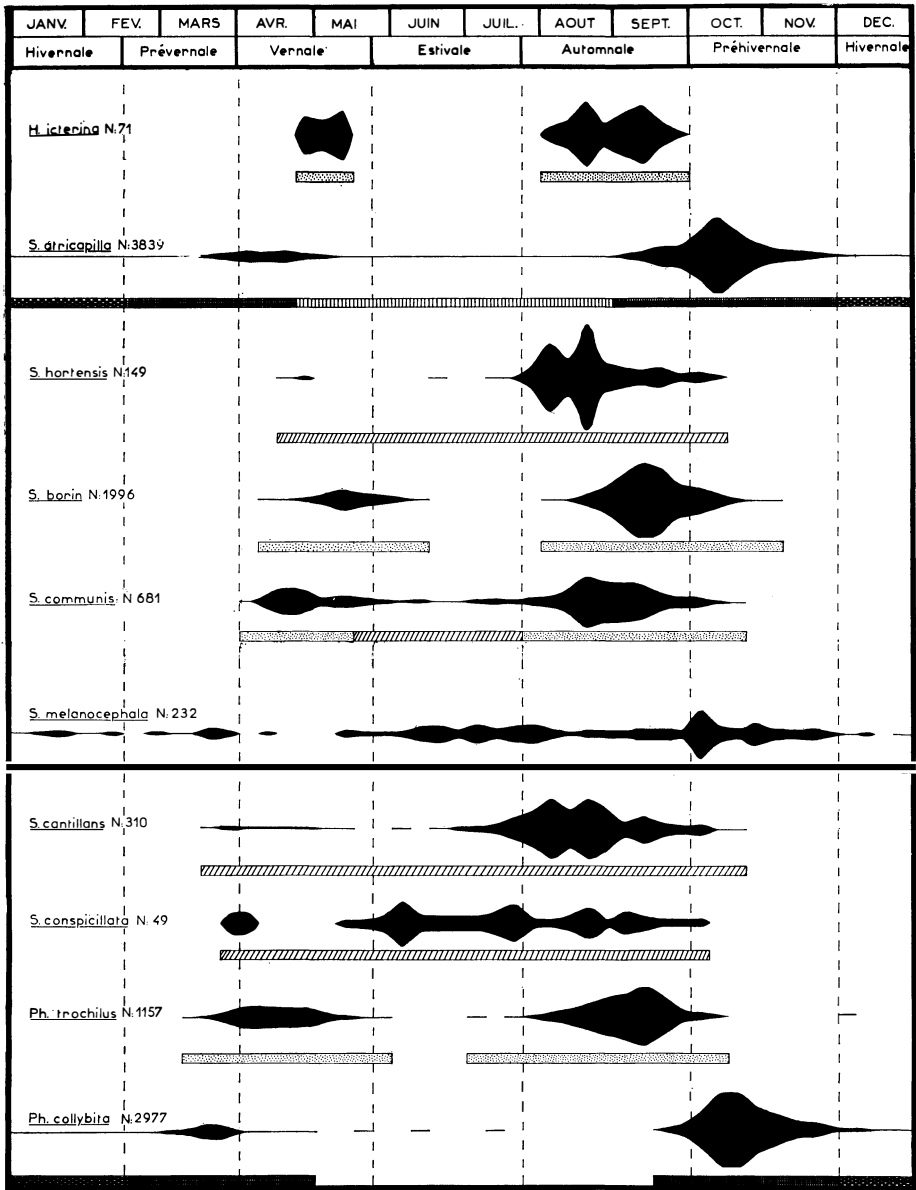 JANV. FEV. MARS AVR. MAI JUIN JUIL. AOUT SEPT. OCT. NOV. DEC.
Hivernale Prévernale Vernale Estivale Automnale Préhivernale Hivernale
H. icterina N:71
S. atricapilla N:3839
S. hortensis N:149
S. borin N:1996
S. communis N 681
S. melanocephala N:232
S. cantillans N:310
S. conspicillata N: 49
Ph. trochilus N:1157
Ph. collybita N:2977